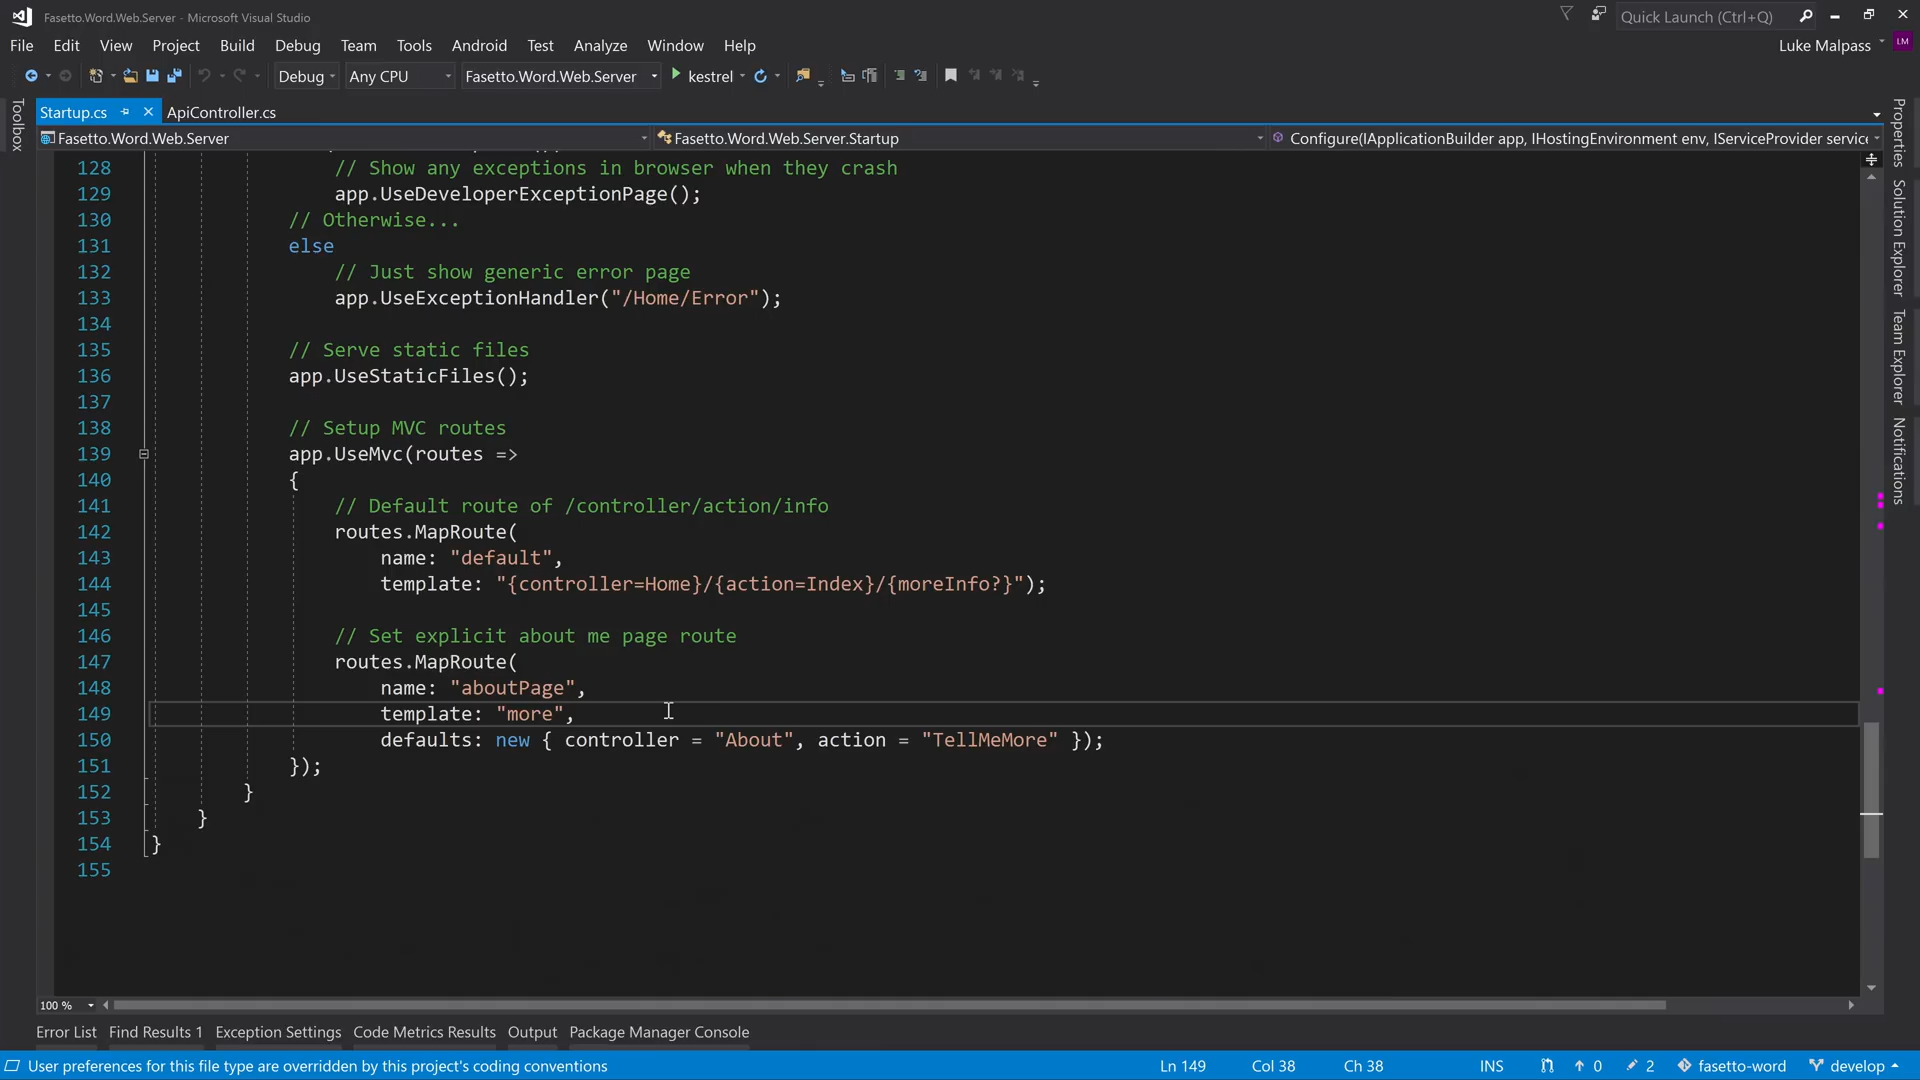 Fasetto.Word.Web.Server - Microsoft Visual Studio
Quick Launch (Ctrl+Q)
File Edit View Project Build Debug Team Tools Android Test Analyze Window Help
Luke Malpass LM
Debug Any CPU Fasetto.Word.Web.Server kestrel
Toolbox
Startup.cs ApiController.cs
Fasetto.Word.Web.Server Fasetto.Word.Web.Server.Startup Configure(IApplicationBuilder app, IHostingEnvironment env, IServiceProvider service
128 // Show any exceptions in browser when they crash
129 app.UseDeveloperExceptionPage();
130 // Otherwise...
131 else
132 // Just show generic error page
133 app.UseExceptionHandler("/Home/Error");
134
135 // Serve static files
136 app.UseStaticFiles();
137
138 // Setup MVC routes
139 app.UseMvc(routes =>
140 {
141 // Default route of /controller/action/info
142 routes.MapRoute(
143 name: "default",
144 template: "{controller=Home}/{action=Index}/{moreInfo?}");
145
146 // Set explicit about me page route
147 routes.MapRoute(
148 name: "aboutPage",
149 template: "more",
150 defaults: new { controller = "About", action = "TellMeMore" });
151 });
152 }
153 }
154 }
155
Properties
Solution Explorer
Team Explorer
Notifications
100 %
Error List Find Results 1 Exception Settings Code Metrics Results Output Package Manager Console
User preferences for this file type are overridden by this project's coding conventions Ln 149 Col 38 Ch 38 INS 0 2 fasetto-word develop